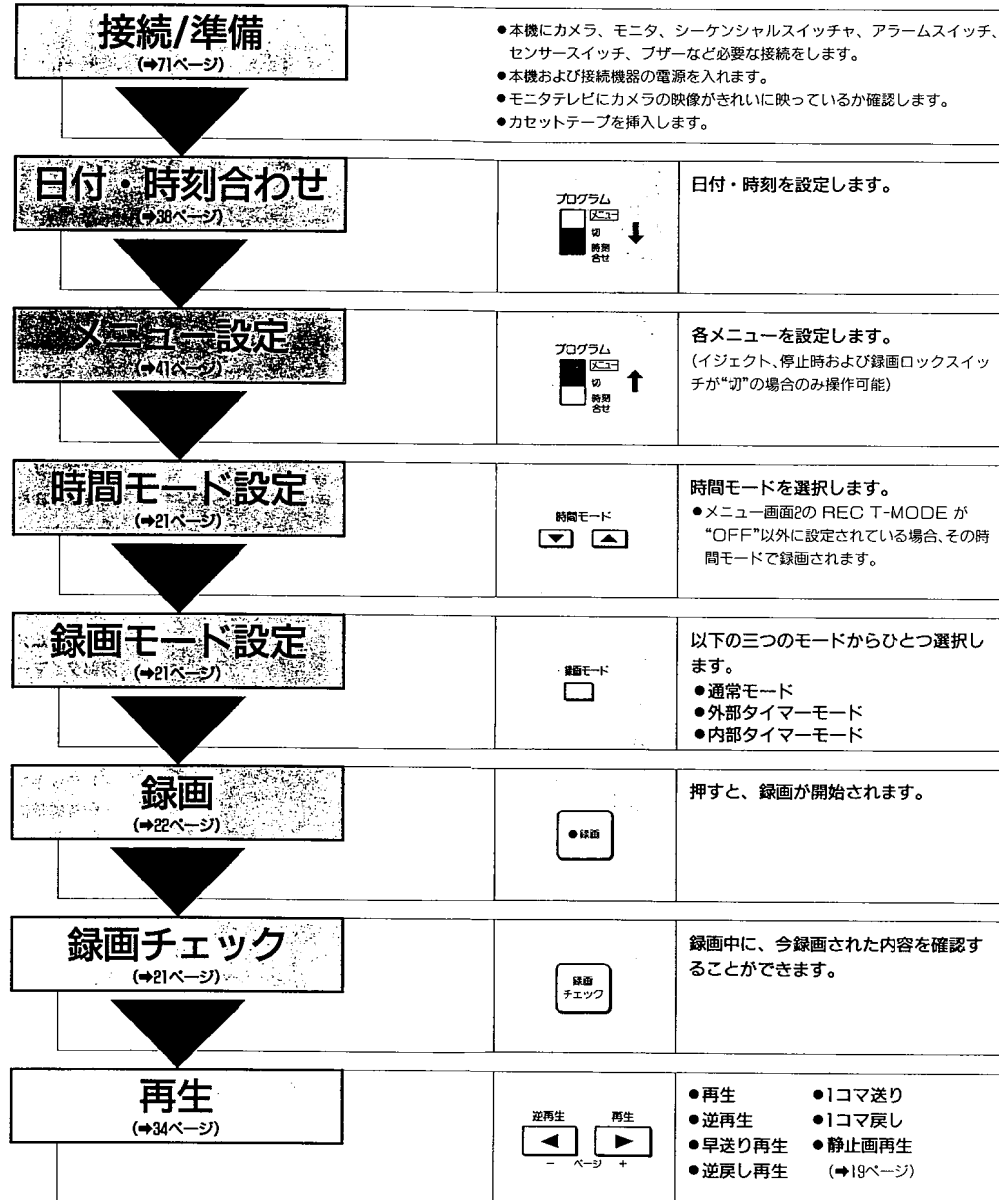 接続/準備
(➡71ページ)
●本機にカメラ、モニタ、シーケンシャルスイッチャ、アラームスイッチ、
センサースイッチ、ブザーなど必要な接続をします。
●本機および接続機器の電源を入れます。
●モニタテレビにカメラの映像がきれいに映っているか確認します。
●カセットテープを挿入します。
日付・時刻合わせ
(➡38ページ)
プログラム
メニュー
切
時刻
合せ
日付・時刻を設定します。
メニュー設定
(➡41ページ)
プログラム
メニュー
切
時刻
合せ
各メニューを設定します。
(イジェクト、停止時および録画ロックスイッ
チが“切”の場合のみ操作可能)
時間モード設定
(➡21ページ)
時間モード
時間モードを選択します。
●メニュー画面2の REC T-MODE が
“OFF”以外に設定されている場合、その時
間モードで録画されます。
録画モード設定
(➡21ページ)
録画モード
以下の三つのモードからひとつ選択し
ます。
●通常モード
●外部タイマーモード
●内部タイマーモード
録画
(➡22ページ)
●録画
押すと、録画が開始されます。
録画チェック
(➡21ページ)
録画
チェック
録画中に、今録画された内容を確認す
ることができます。
再生
(➡34ページ)
逆再生 再生
− ページ +
●再生 ●1コマ送り
●逆再生 ●1コマ戻し
●早送り再生 ●静止画再生
●逆戻し再生 (➡19ページ)